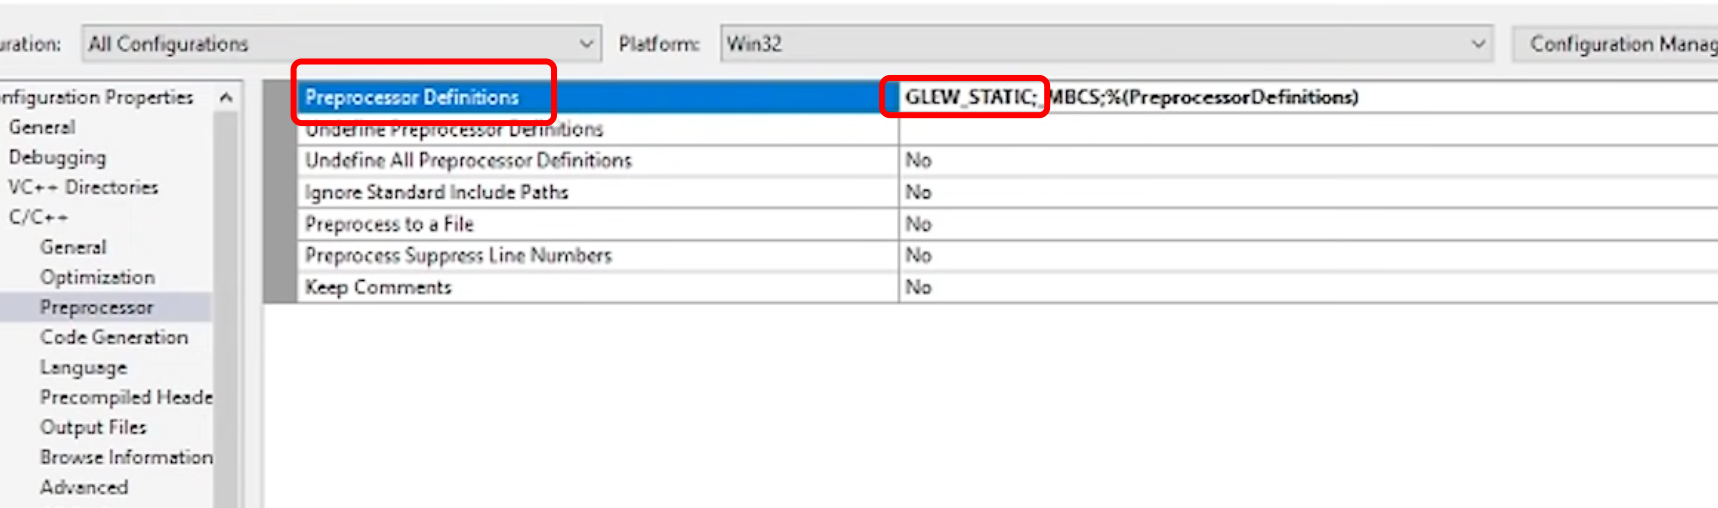 uration: All Configurations Platform: Win32 Configuration Manag
onfiguration Properties
General
Debugging
VC++ Directories
C/C++
General
Optimization
Preprocessor
Code Generation
Language
Precompiled Heade
Output Files
Browse Information
Advanced
Preprocessor Definitions GLEW_STATIC;_MBCS;%(PreprocessorDefinitions)
Undefine Preprocessor Definitions
Undefine All Preprocessor Definitions No
Ignore Standard Include Paths No
Preprocess to a File No
Preprocess Suppress Line Numbers No
Keep Comments No